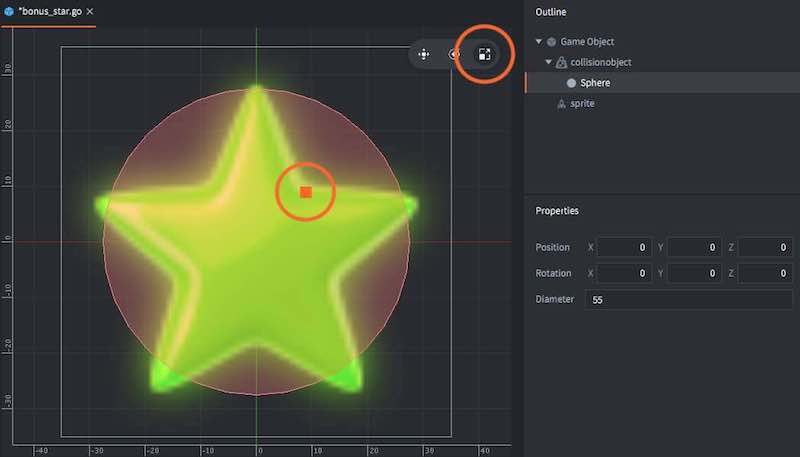 *bonus_star.go
Outline
Game Object
collisionobject
Sphere
sprite
Properties
Position X 0 Y 0 Z 0
Rotation X 0 Y 0 Z 0
Diameter 55
30
20
10
0
-10
-20
-30
-40 -30 -20 -10 0 10 20 30 40